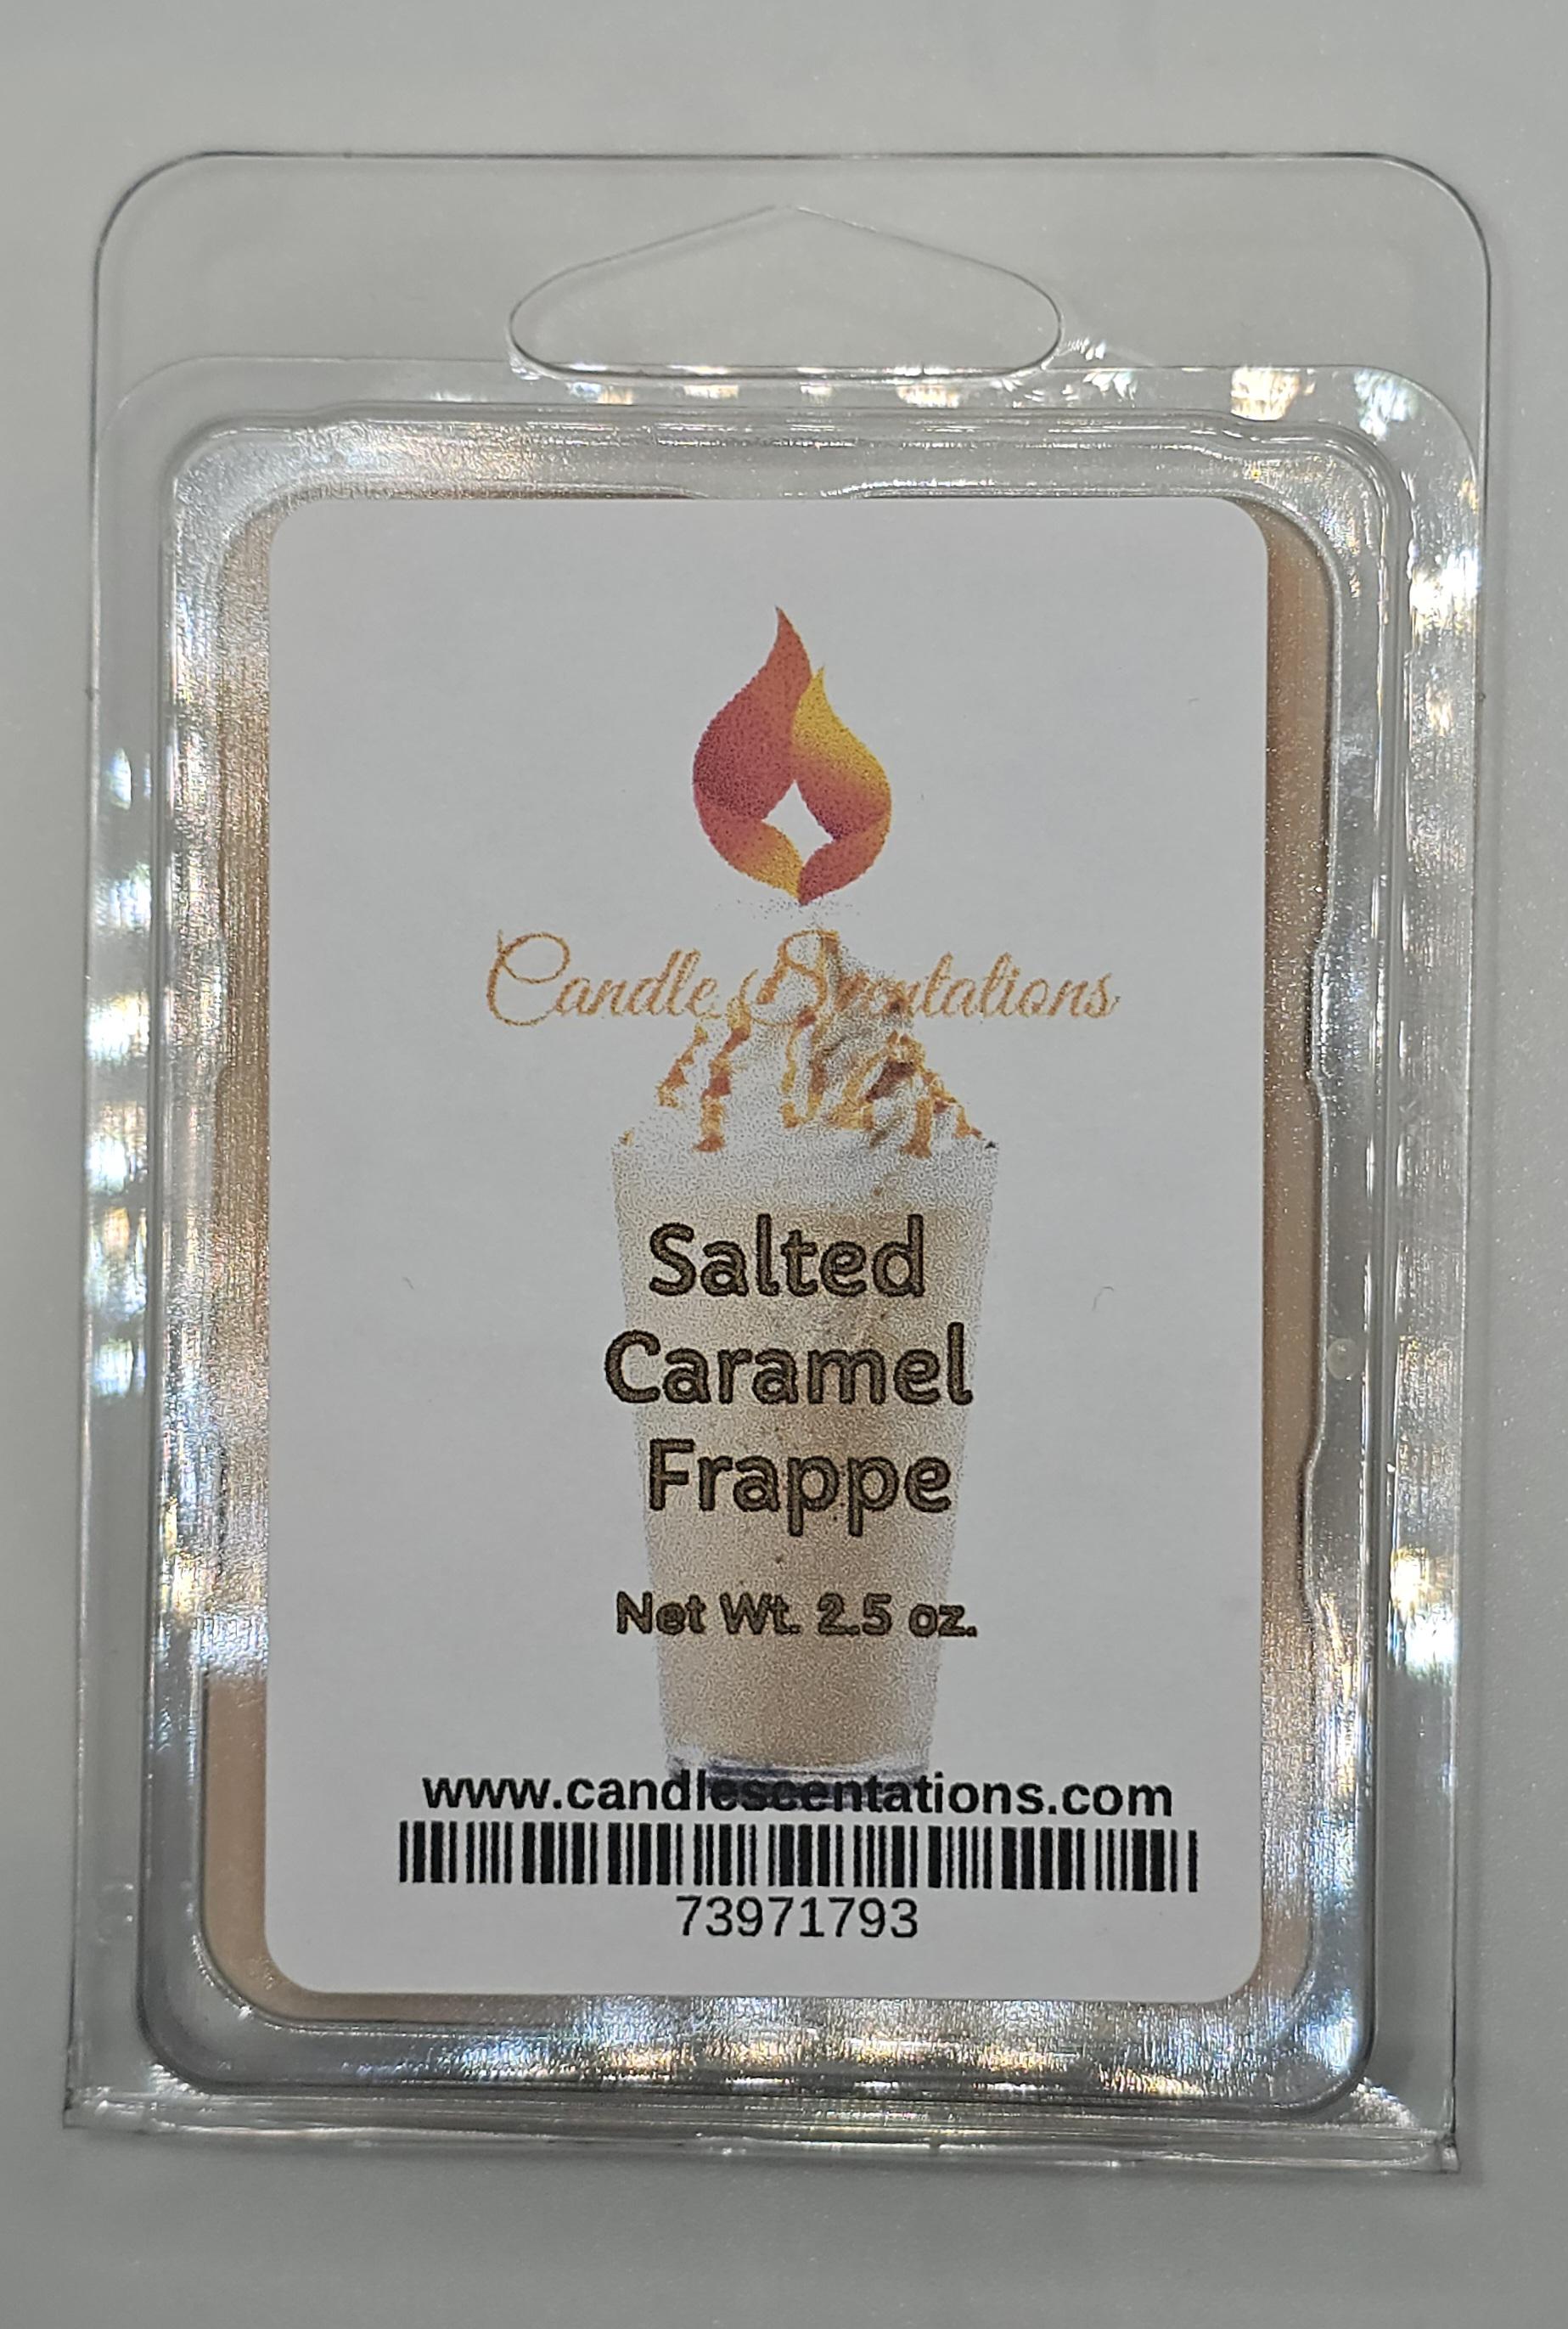 Candle Scentations
Salted
Caramel
Frappe
Net Wt. 2.5 oz.
www.candlescentations.com
73971793